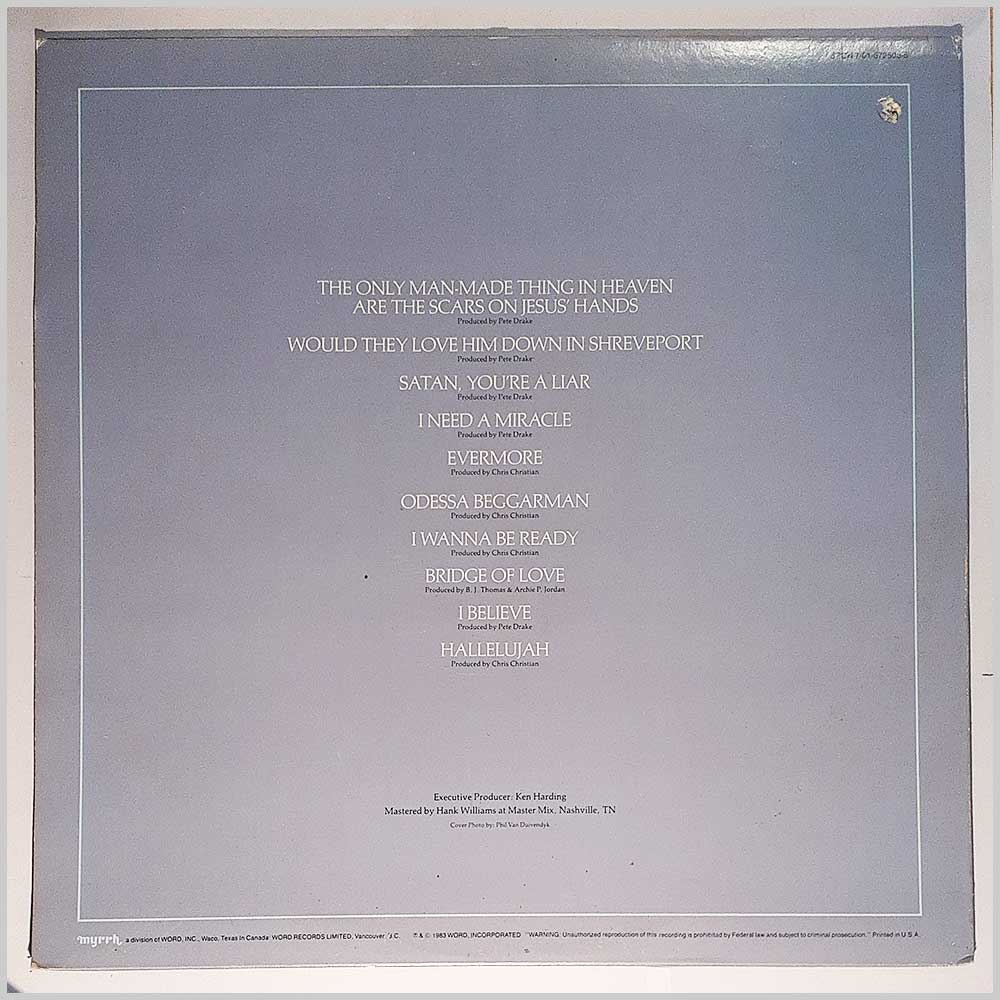 THE ONLY MAN-MADE THING IN HEAVEN
ARE THE SCARS ON JESUS' HANDS
Produced by Pete Drake
WOULD THEY LOVE HIM DOWN IN SHREVEPORT
Produced by Pete Drake
SATAN, YOU'RE A LIAR
Produced by Pete Drake
I NEED A MIRACLE
Produced by Pete Drake
EVERMORE
Produced by Chris Christian
ODESSA BEGGARMAN
Produced by Chris Christian
I WANNA BE READY
Produced by Chris Christian
BRIDGE OF LOVE
Produced by B. J. Thomas & Archie P. Jordan
I BELIEVE
Produced by Pete Drake
HALLELUJAH
Produced by Chris Christian
Executive Producer: Ken Harding
Mastered by Hank Williams at Master Mix, Nashville, TN
Cover Photo by: Phil Van Duivendyk
myrrh, a division of WORD, INC., Waco, Texas In Canada: WORD RECORDS LIMITED, Vancouver ℗ & © 1983 WORD, INCORPORATED "WARNING: Unauthorized reproduction of this recording is prohibited by Federal law and subject to criminal prosecution." Printed in U.S.A.